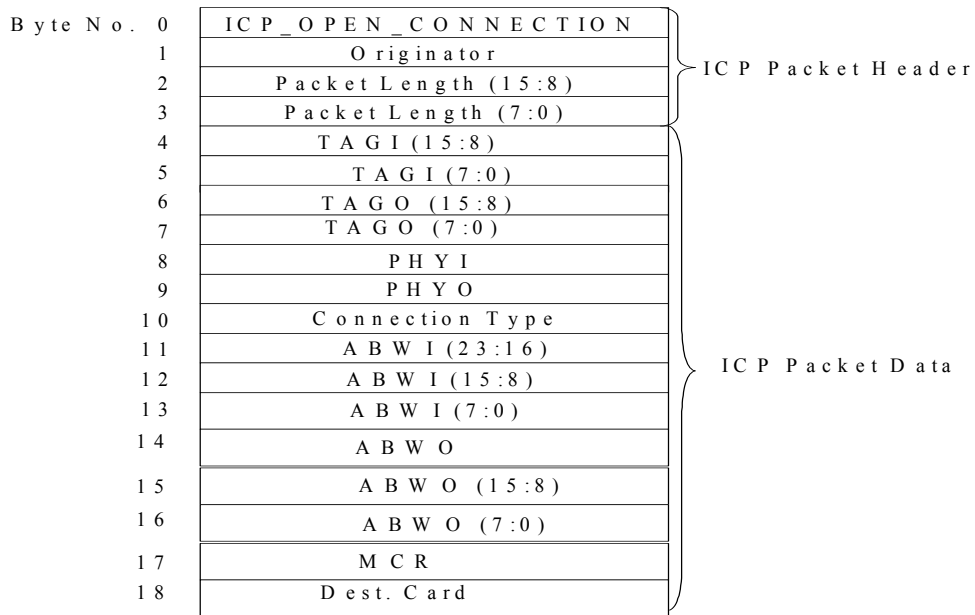 Byte No. 0 ICP_OPEN_CONNECTION
1 Originator
ICP Packet Header
2 Packet Length (15:8)
3 Packet Length (7:0)
4 TAGI(15:8)
5 TAGI(7:0)
6 TAGO (15:8)
7 TAGO (7:0)
8 PHYI
9 PHYO
10 Connection Type
11 ABWI(23:16)
ICP Packet Data
12 ABWI(15:8)
13 ABWI(7:0)
14 ABWO
15 ABWO (15:8)
16 ABWO (7:0)
17 MCR
18 Dest. Card